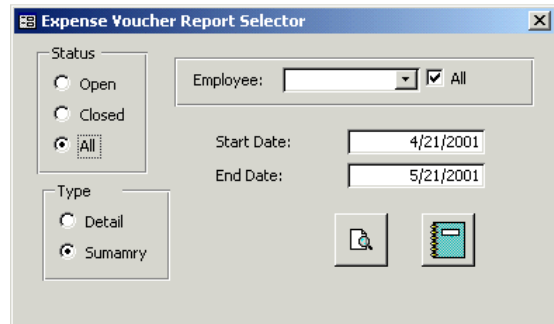 Expense Voucher Report Selector
Status
Open
Closed
All
Employee:
All
Start Date: 4/21/2001
End Date: 5/21/2001
Type
Detail
Sumamry